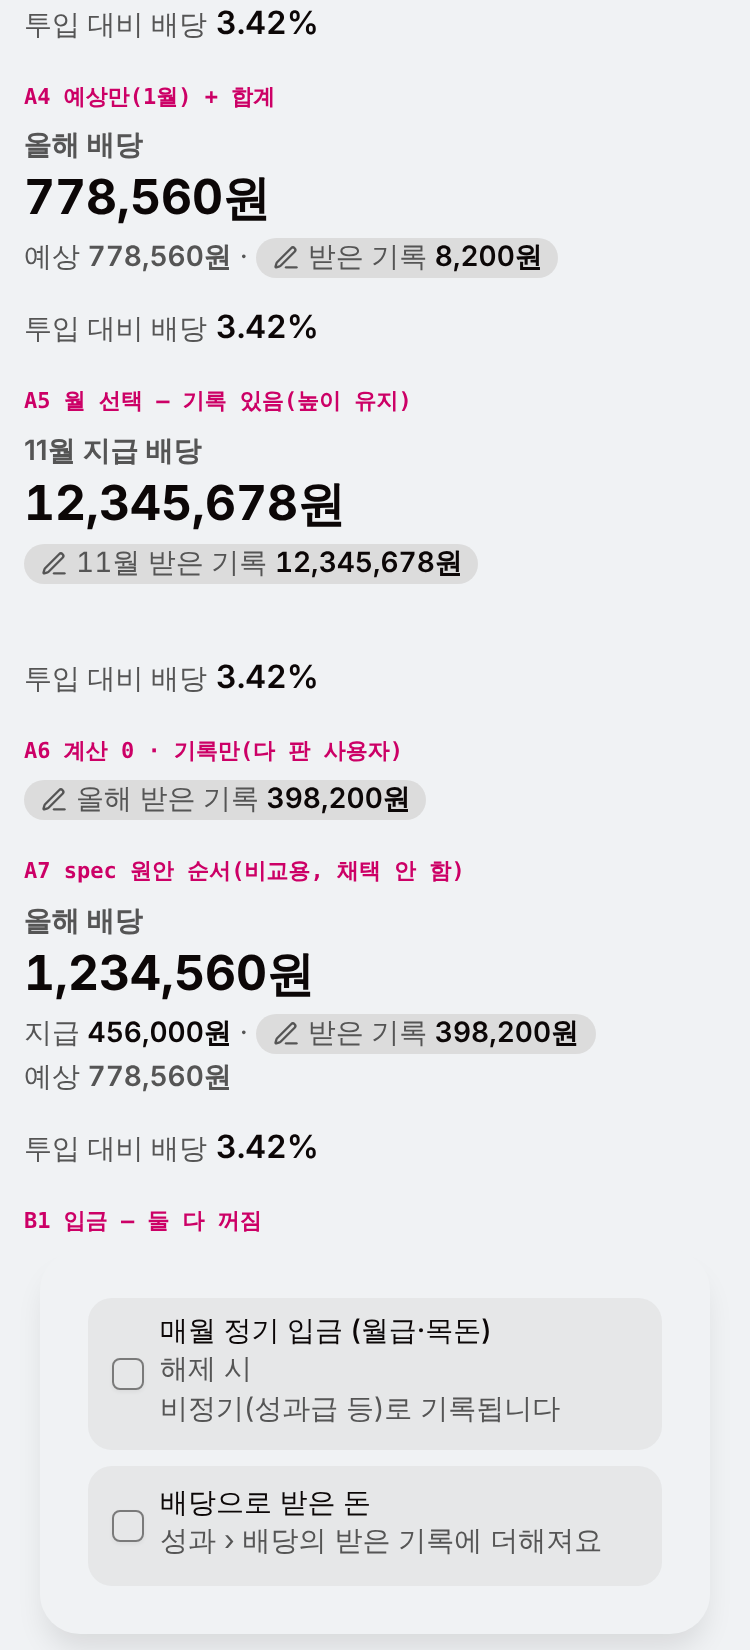 투입 대비 배당 3.42%
A4 예상만(1월) + 합계
올해 배당
778,560원
예상 778,560원 · 받은 기록 8,200원
투입 대비 배당 3.42%
A5 월 선택 — 기록 있음(높이 유지)
11월 지급 배당
12,345,678원
11월 받은 기록 12,345,678원
투입 대비 배당 3.42%
A6 계산 0 · 기록만(다 판 사용자)
올해 받은 기록 398,200원
A7 spec 원안 순서(비교용, 채택 안 함)
올해 배당
1,234,560원
지급 456,000원 · 받은 기록 398,200원
예상 778,560원
투입 대비 배당 3.42%
B1 입금 — 둘 다 꺼짐
매월 정기 입금 (월급·목돈)
해제 시
비정기(성과급 등)로 기록됩니다
배당으로 받은 돈
성과 › 배당의 받은 기록에 더해져요